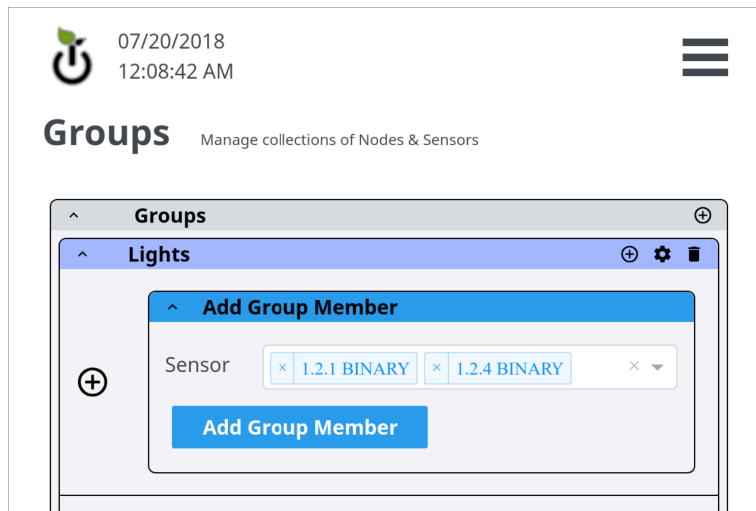 07/20/2018
12:08:42 AM
Groups Manage collections of Nodes & Sensors
Groups
Lights
Add Group Member
Sensor × 1.2.1 BINARY × 1.2.4 BINARY ×
Add Group Member